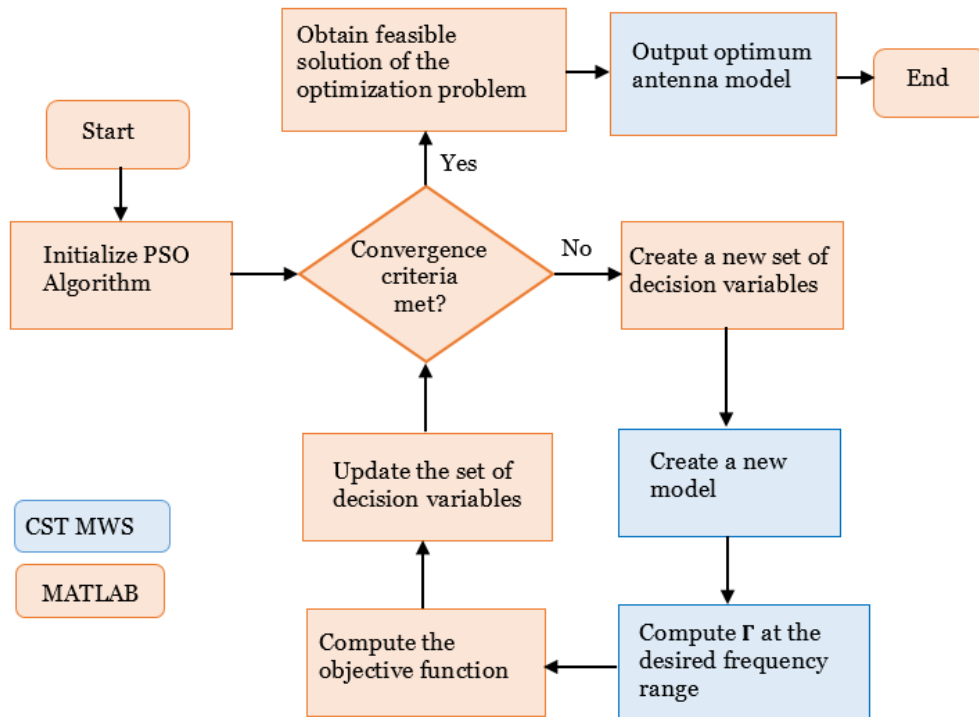 Start
Initialize PSO
Algorithm
Convergence
criteria
met?
Yes
Obtain feasible
solution of the
optimization problem
Output optimum
antenna model
End
No
Create a new set of
decision variables
Create a new
model
Compute Γ at the
desired frequency
range
Compute the
objective function
Update the set of
decision variables
CST MWS
MATLAB